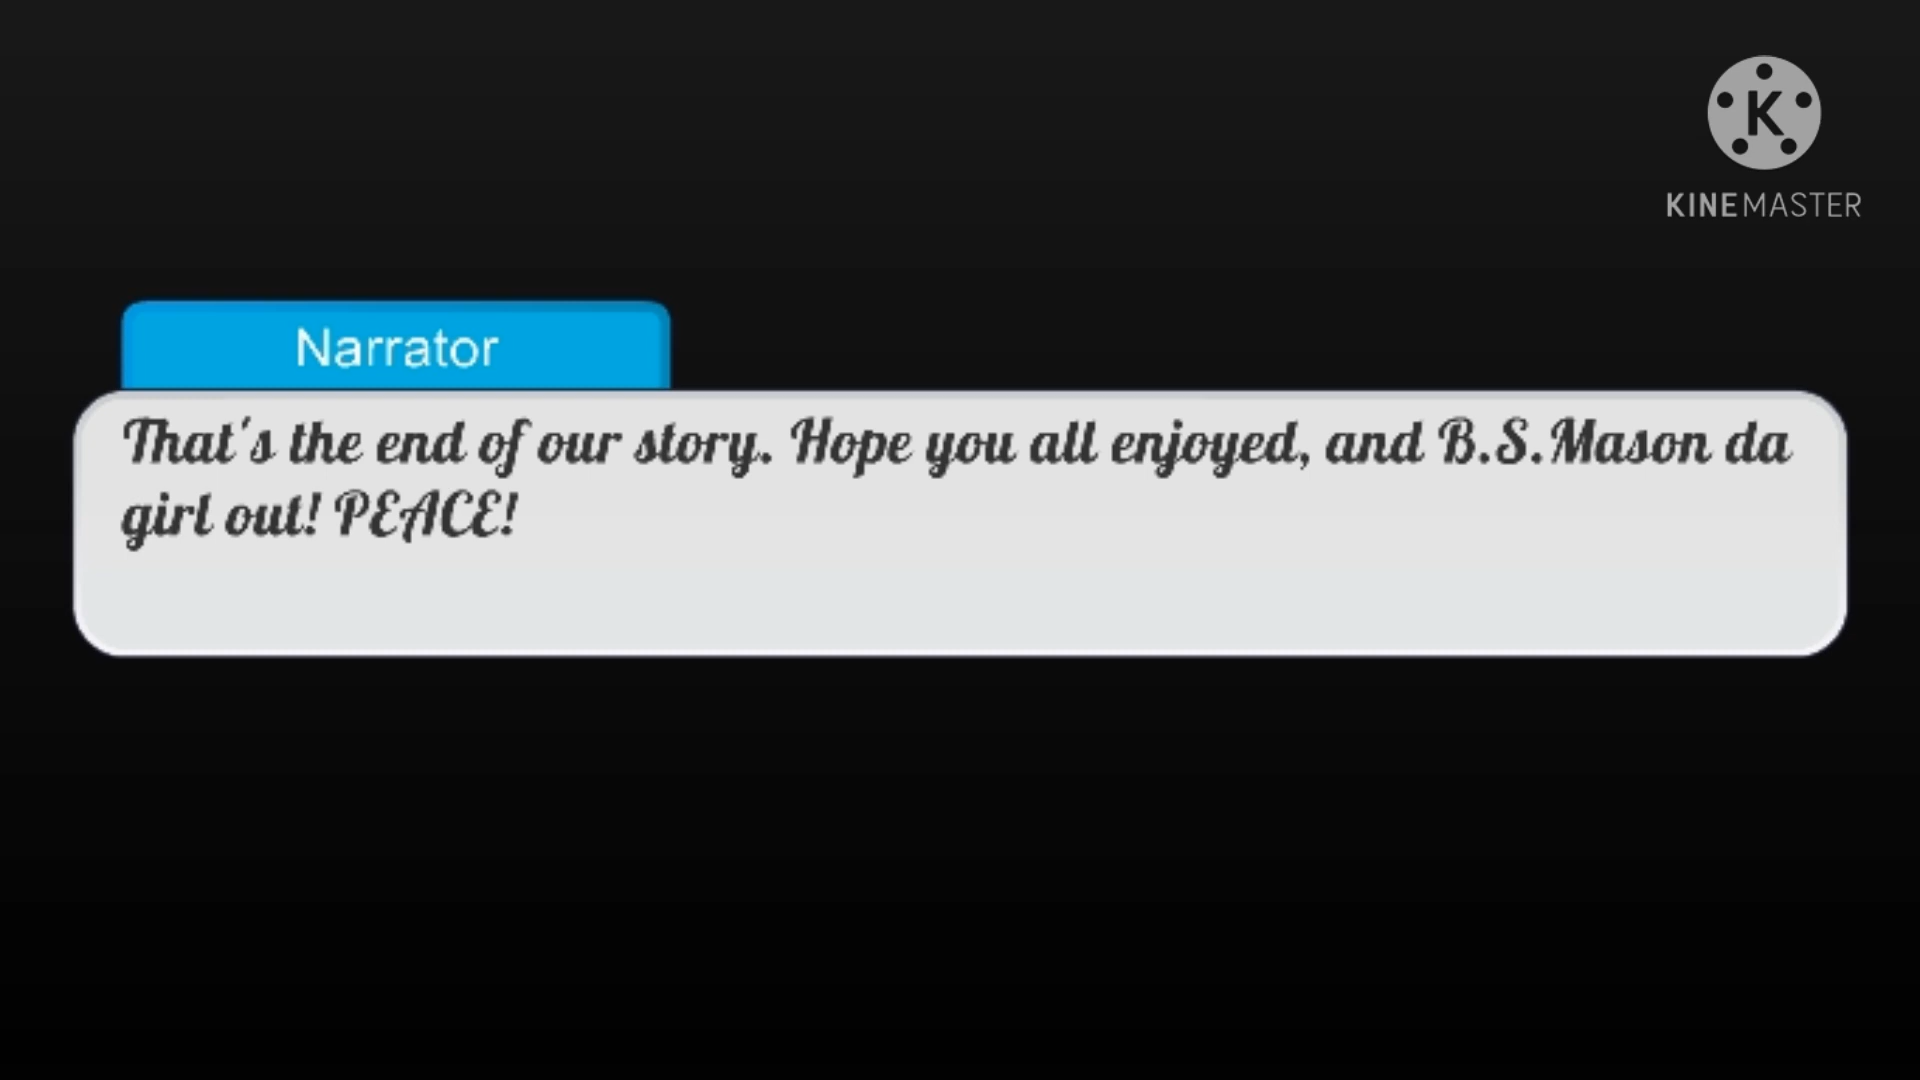 K
KINEMASTER
Narrator
That's the end of our story. Hope you all enjoyed, and B.S.Mason da
girl out! PEACE!